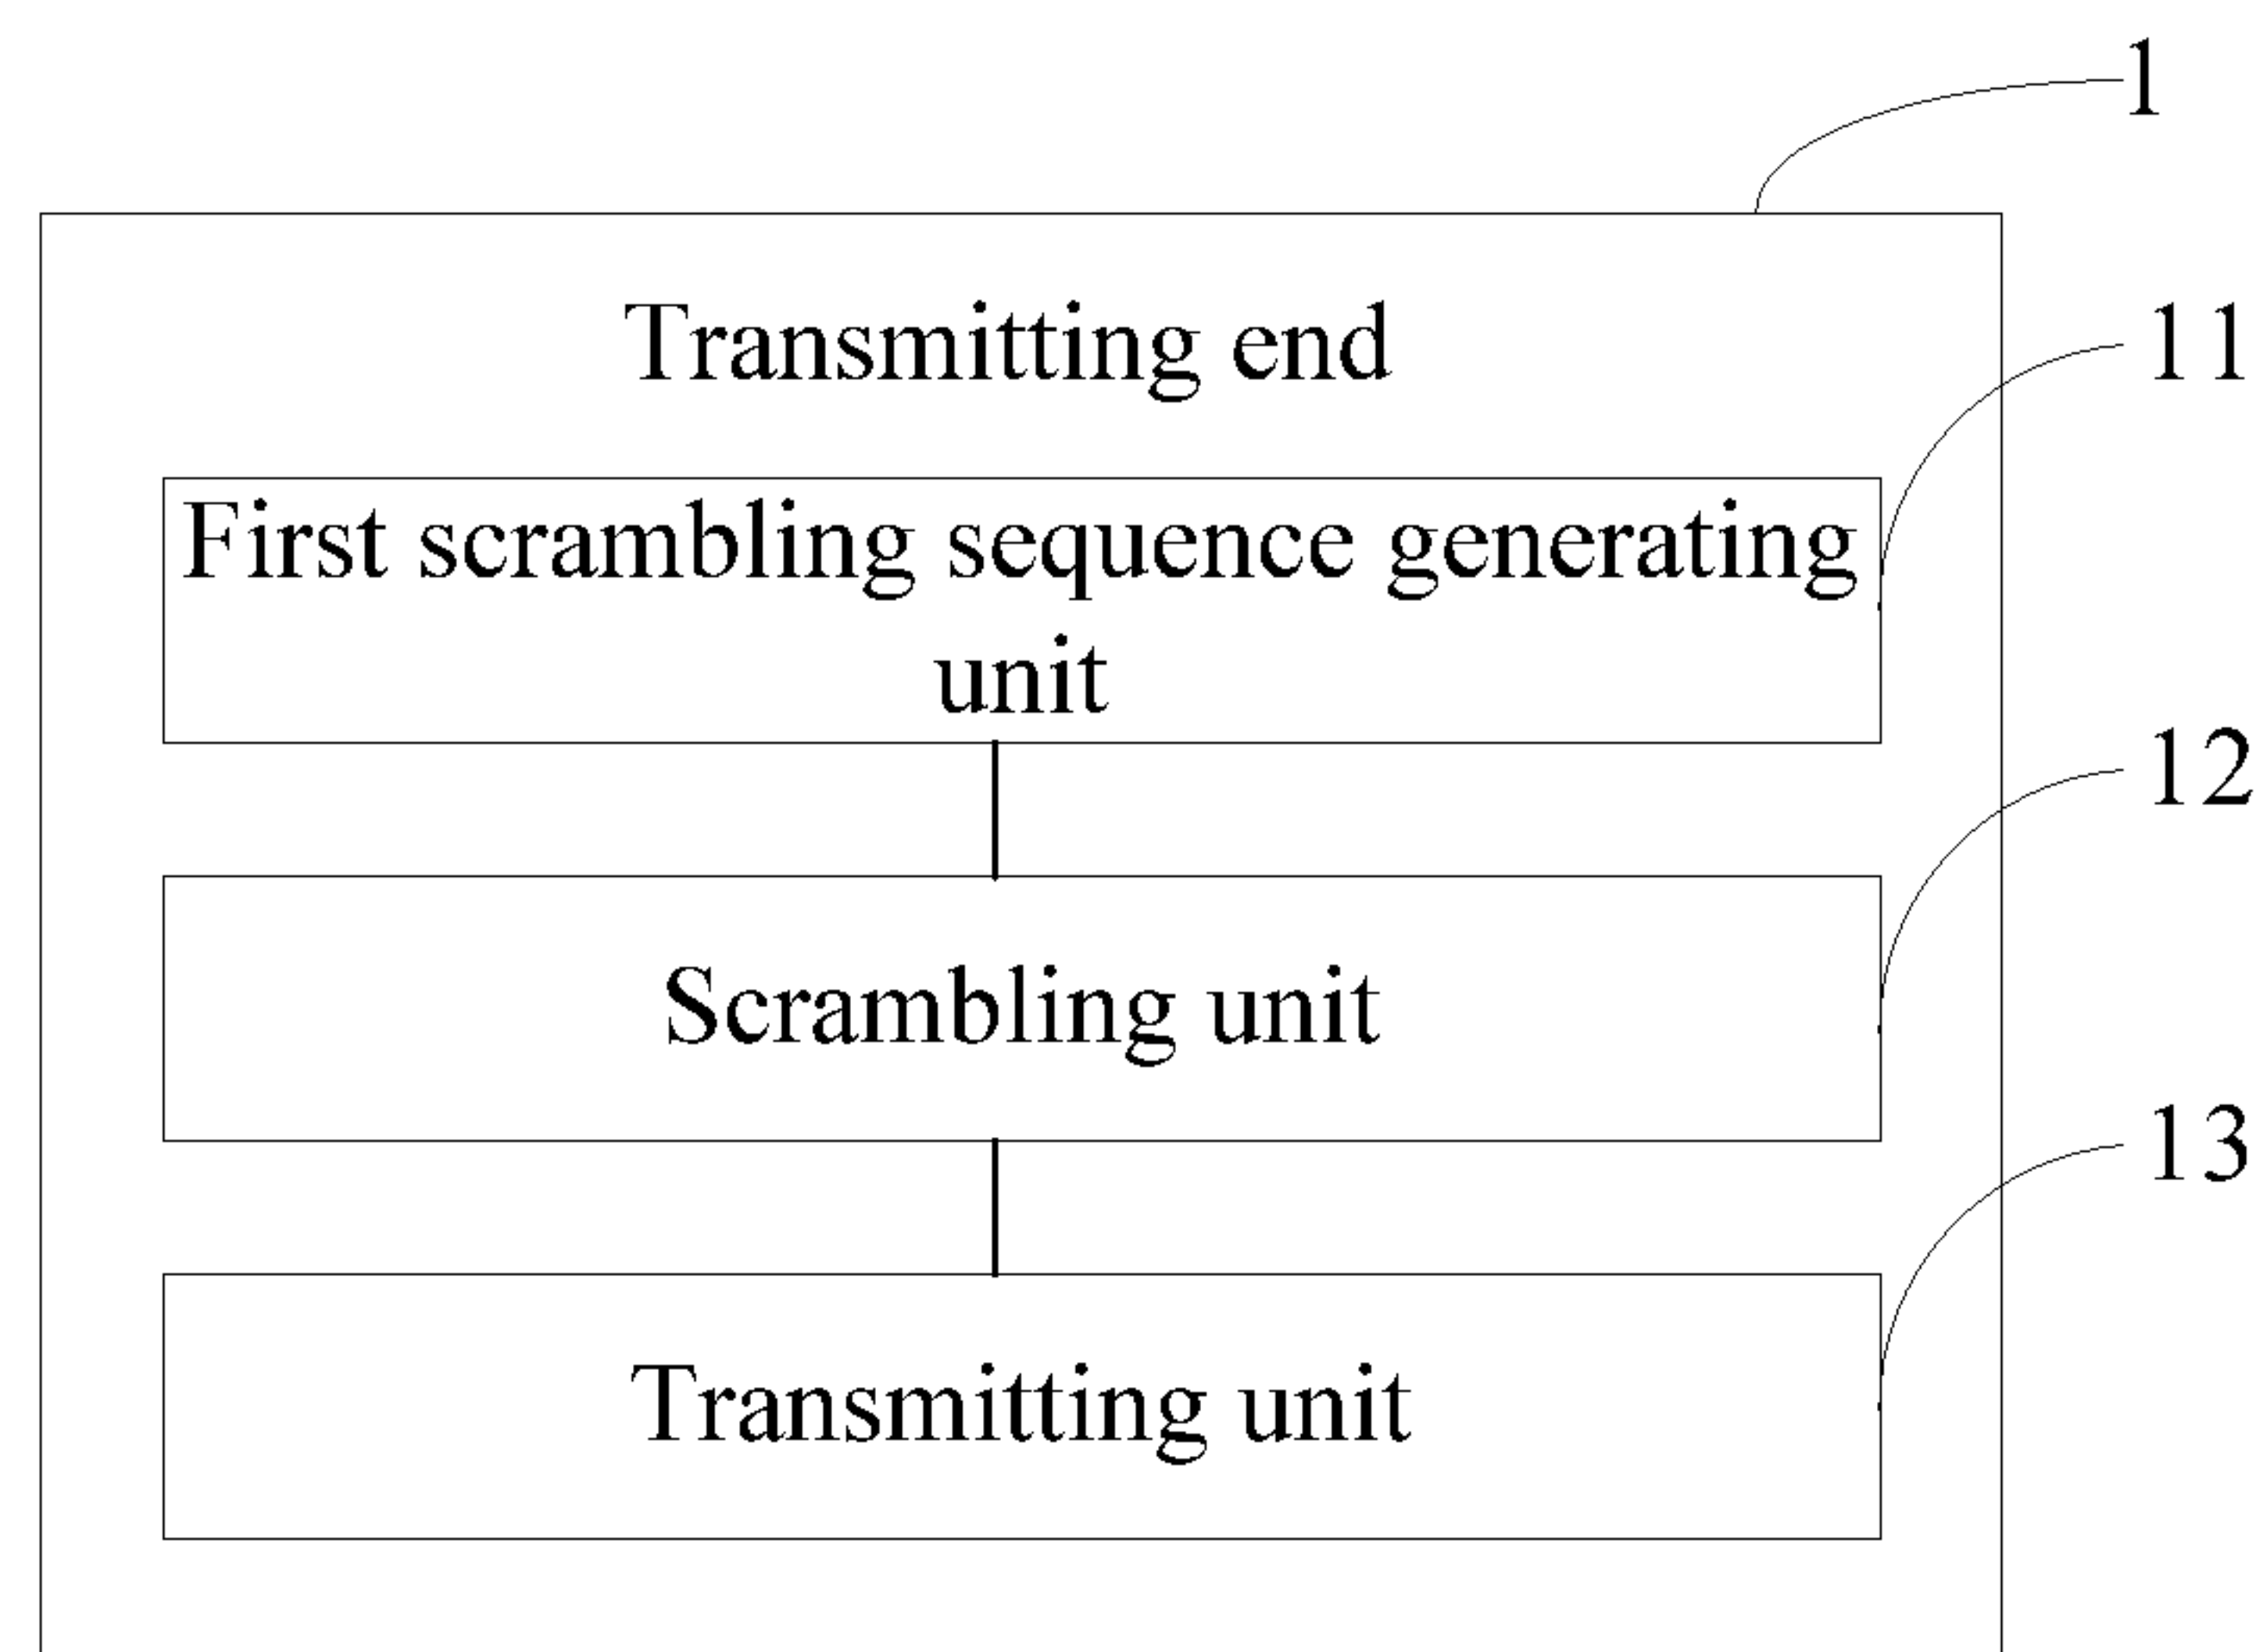 1
Transmitting end
11
First scrambling sequence generating
unit
12
Scrambling unit
13
Transmitting unit